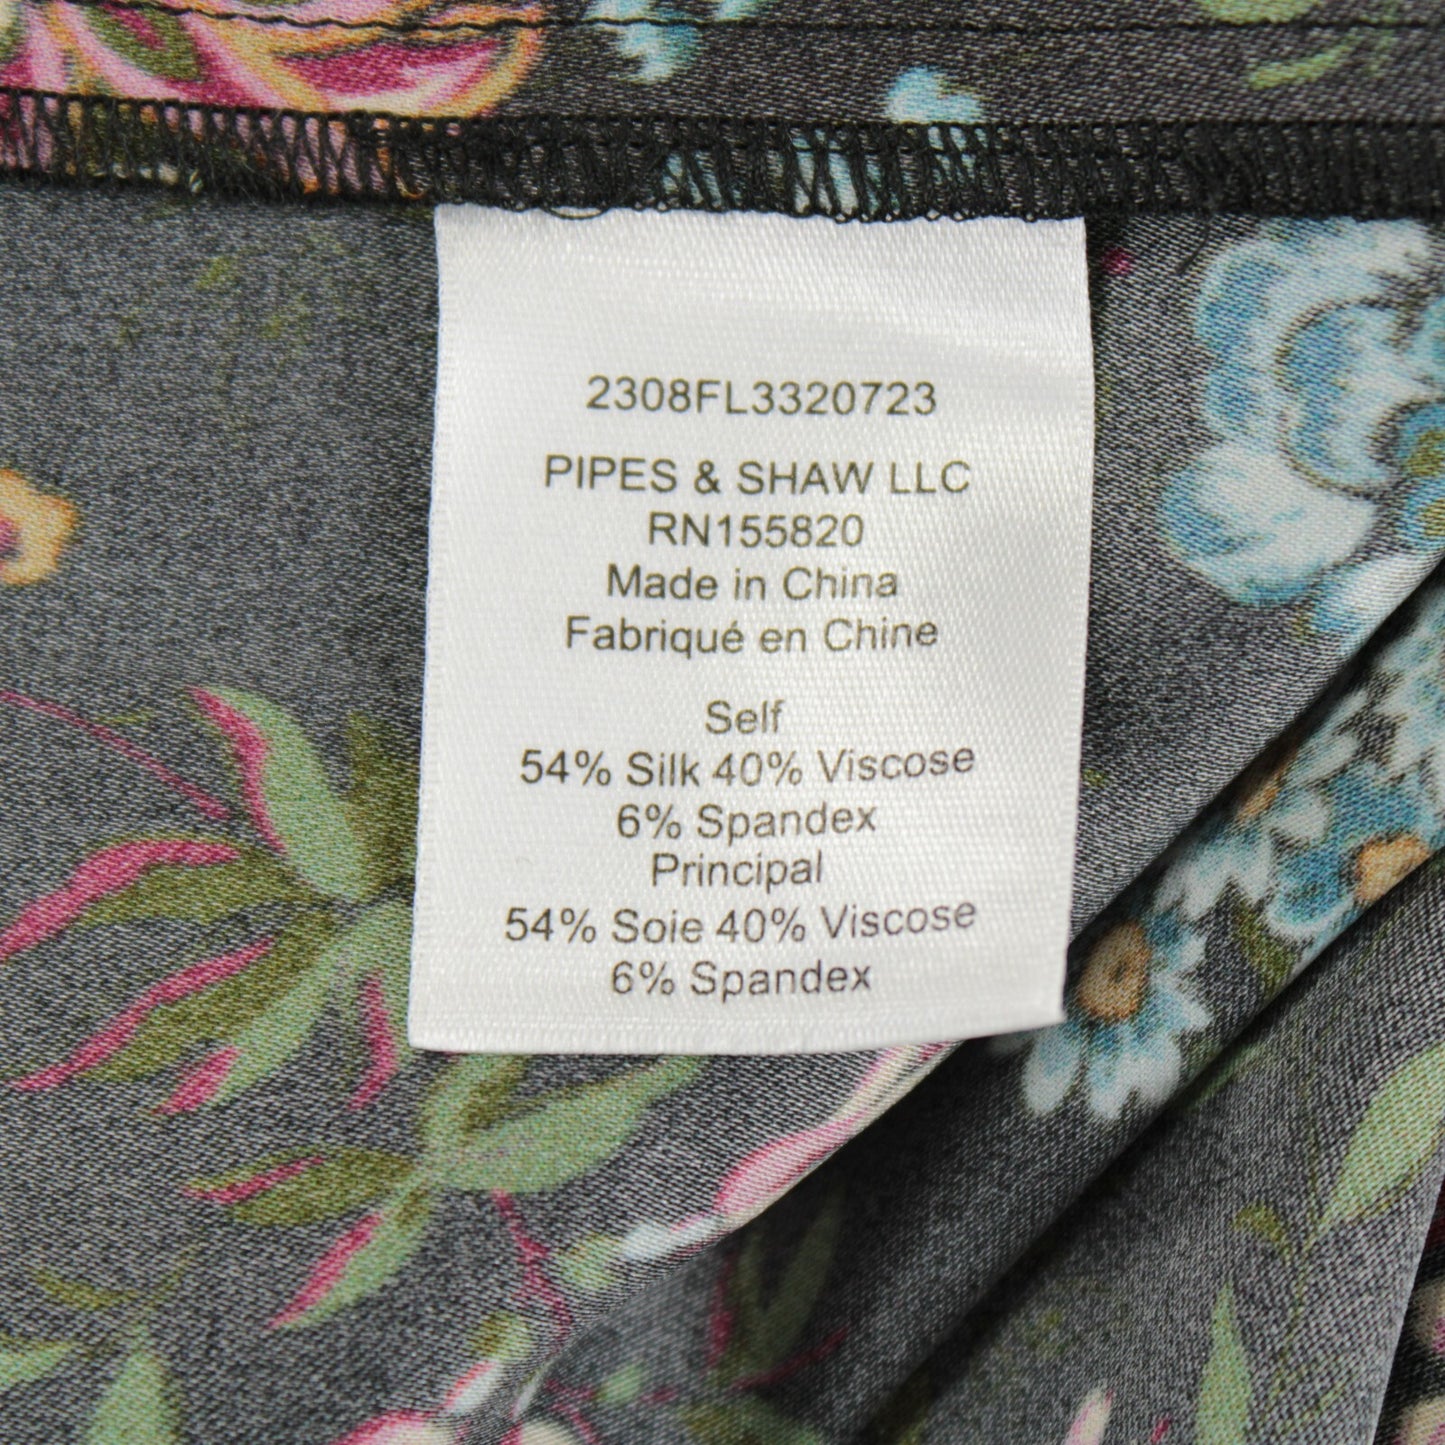 2308FL3320723
PIPES & SHAW LLC
RN155820
Made in China
Fabriqué en Chine
Self
54% Silk 40% Viscose
6% Spandex
Principal
54% Soie 40% Viscose
6% Spandex